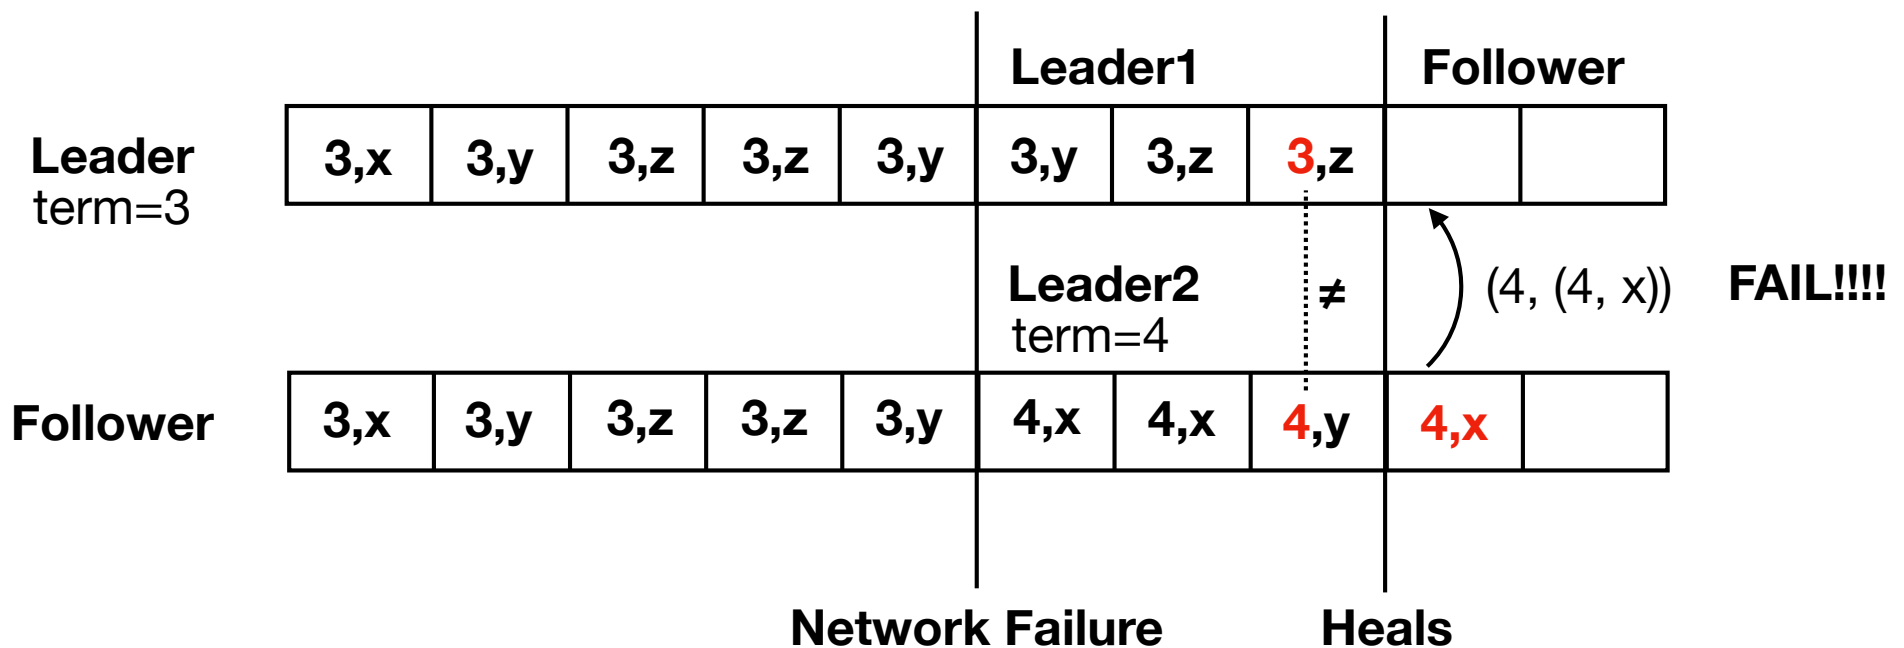 Leader1 Follower
Leader 3,x 3,y 3,z 3,z 3,y 3,y 3,z 3,z
term=3
Leader2 ≠ (4, (4, x)) FAIL!!!!
term=4
Follower 3,x 3,y 3,z 3,z 3,y 4,x 4,x 4,y 4,x
Network Failure Heals